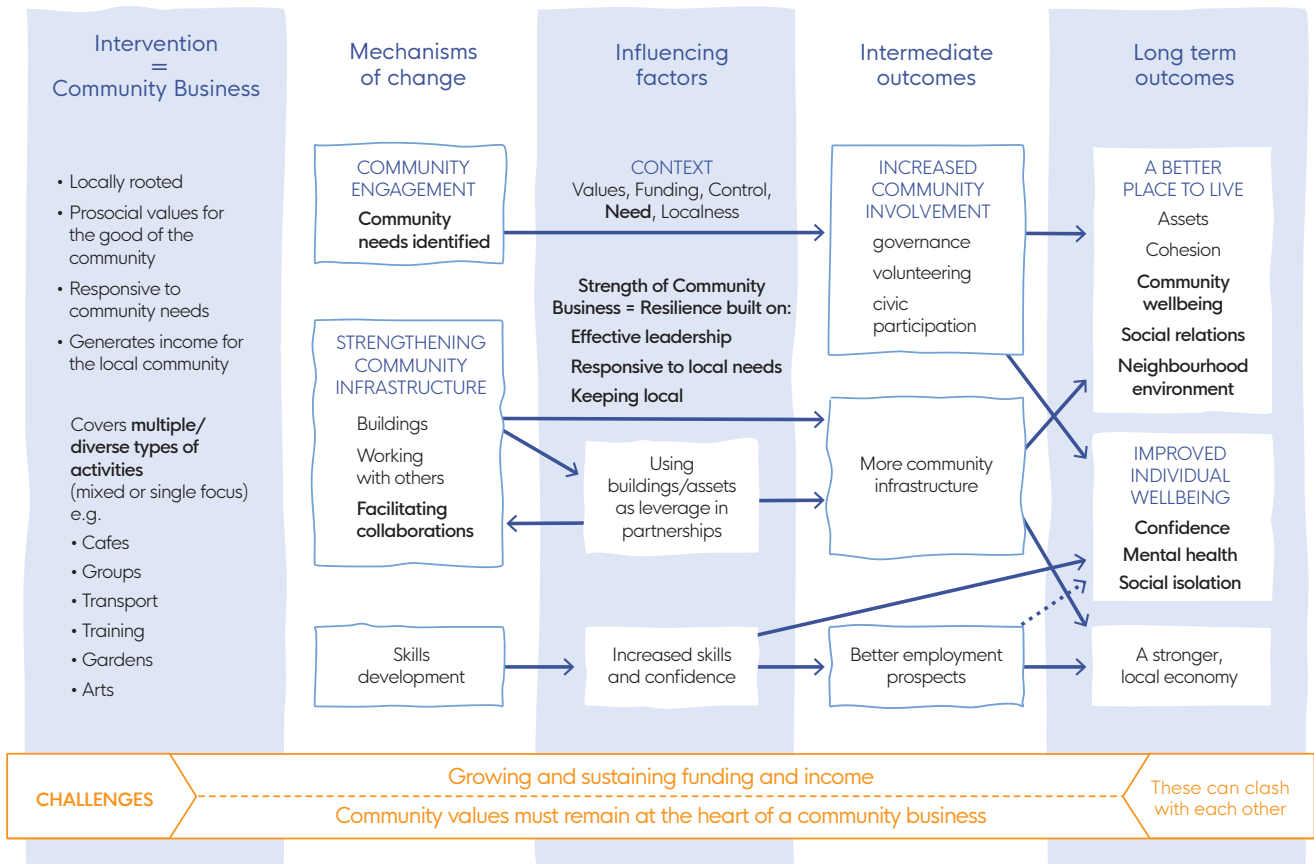 Intervention
=
Community Business
• Locally rooted
• Prosocial values for
the good of the
community
• Responsive to
community needs
• Generates income for
the local community
Covers multiple/
diverse types of
activities
(mixed or single focus)
e.g.
• Cafes
• Groups
• Transport
• Training
• Gardens
• Arts
Mechanisms
of change
COMMUNITY
ENGAGEMENT
Community
needs identified
STRENGTHENING
COMMUNITY
INFRASTRUCTURE
Buildings
Working
with others
Facilitating
collaborations
Skills
development
Influencing
factors
CONTEXT
Values, Funding, Control,
Need, Localness
Strength of Community
Business = Resilience built on:
Effective leadership
Responsive to local needs
Keeping local
Using
buildings/assets
as leverage in
partnerships
Increased skills
and confidence
Intermediate
outcomes
INCREASED
COMMUNITY
INVOLVEMENT
governance
volunteering
civic
participation
More community
infrastructure
Better employment
prospects
Long term
outcomes
A BETTER
PLACE TO LIVE
Assets
Cohesion
Community
wellbeing
Social relations
Neighbourhood
environment
IMPROVED
INDIVIDUAL
WELLBEING
Confidence
Mental health
Social isolation
A stronger,
local economy
CHALLENGES
Growing and sustaining funding and income
Community values must remain at the heart of a community business
These can clash
with each other